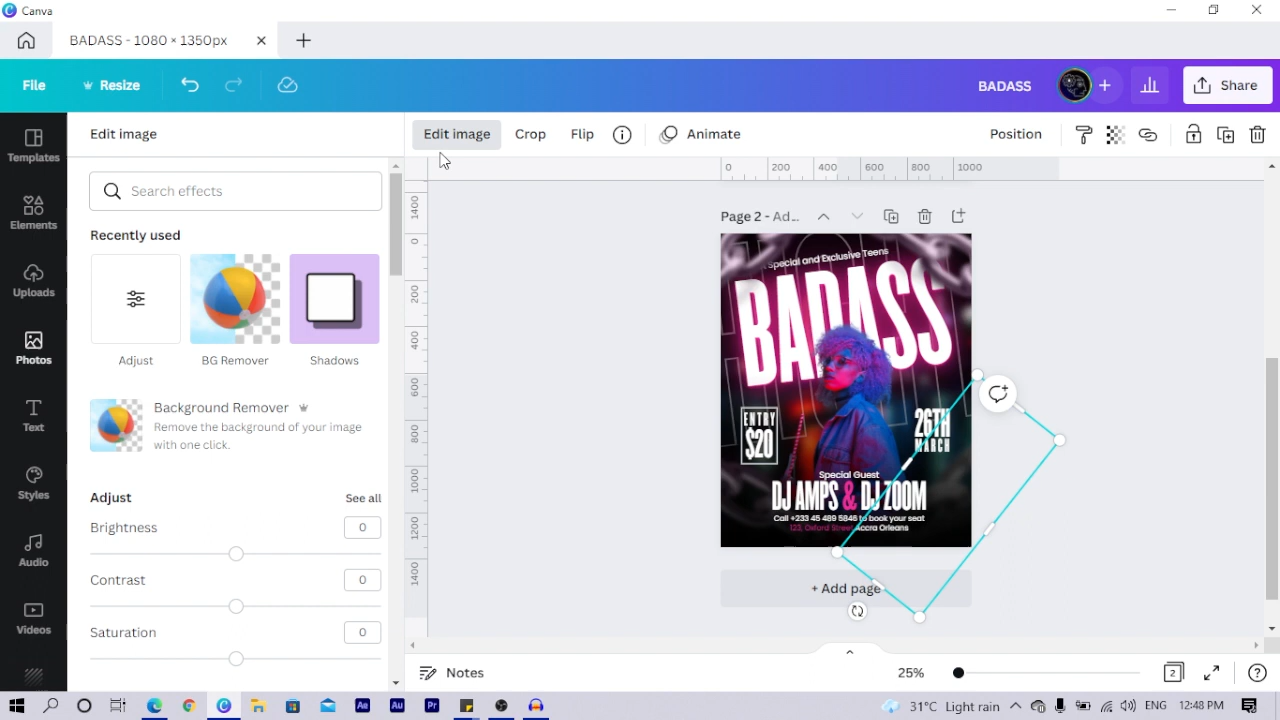 Canva
BADASS - 1080 × 1350px
File
Resize
BADASS
Share
Templates
Elements
Uploads
Photos
Text
Styles
Audio
Videos
Edit image
Search effects
Recently used
Adjust
BG Remover
Shadows
Background Remover
Remove the background of your image
with one click.
Adjust
See all
Brightness
0
Contrast
0
Saturation
0
Edit image
Crop
Flip
Animate
Position
0 200 400 600 800 1000
1400
0
200
400
600
800
1000
1200
1400
Page 2 - Ad...
Special and Exclusive Teens
BADASS
ENTRY
$20
26TH
MARCH
Special Guest
DJ AMPS & DJ ZOOM
Call +233 45 489 5846 to book your seat
123, Oxford Street Accra Orleans
+ Add page
Notes
25%
2
Ae
Au
Pr
31°C Light rain
ENG
12:48 PM